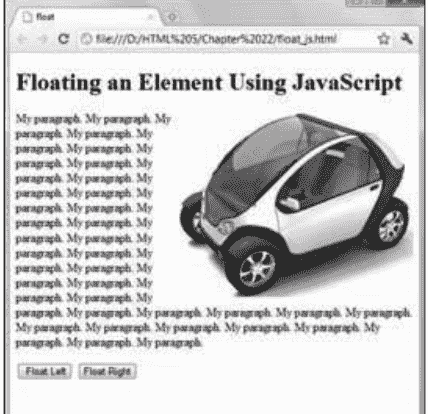 float
file:///D:/HTML%205/Chapter%2022/float_js.html
Floating an Element Using JavaScript
My paragraph. My paragraph. My
paragraph. My paragraph. My
paragraph. My paragraph. My
paragraph. My paragraph. My
paragraph. My paragraph. My
paragraph. My paragraph. My
paragraph. My paragraph. My
paragraph. My paragraph. My
paragraph. My paragraph. My
paragraph. My paragraph. My
paragraph. My paragraph. My
paragraph. My paragraph. My
paragraph. My paragraph. My
paragraph. My paragraph. My paragraph. My paragraph. My paragraph.
My paragraph. My paragraph. My paragraph. My paragraph. My
paragraph. My paragraph. My paragraph.
Float Left Float Right